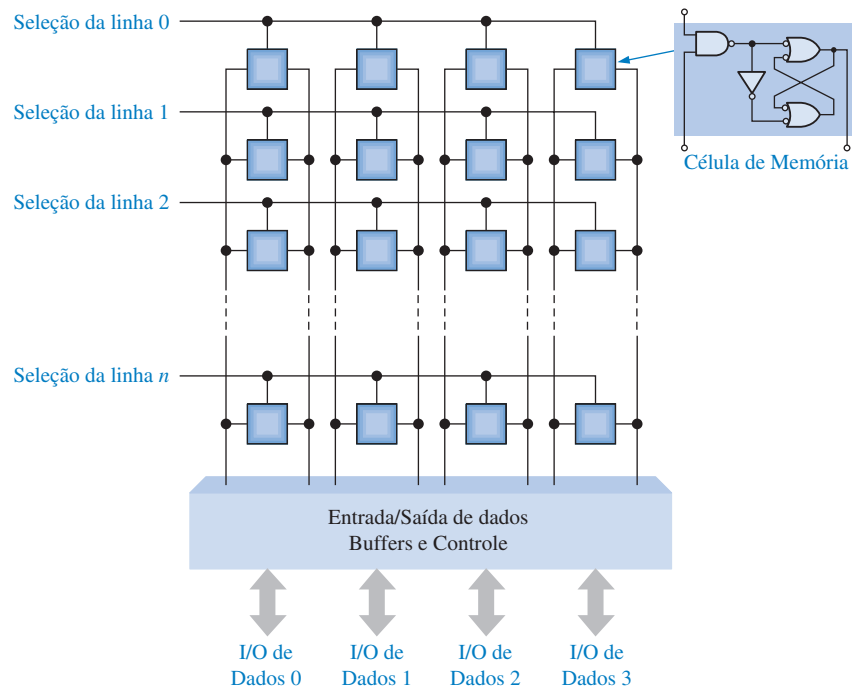 Seleção da linha 0
Seleção da linha 1
Seleção da linha 2
Seleção da linha n
Célula de Memória
Entrada/Saída de dados
Buffers e Controle
I/O de
Dados 0
I/O de
Dados 1
I/O de
Dados 2
I/O de
Dados 3